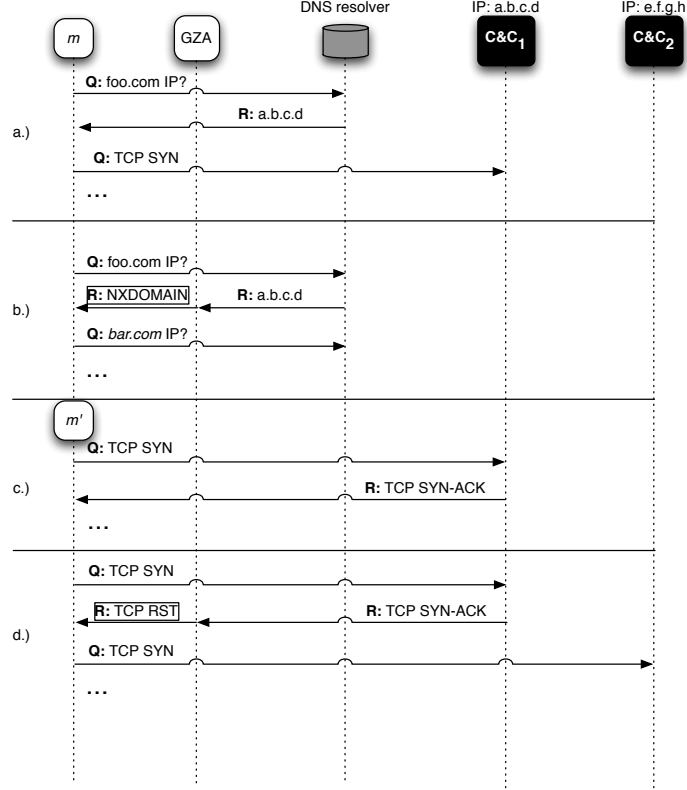 DNS resolver
IP: a.b.c.d
IP: e.f.g.h
m
GZA
C&C1
C&C2
a.)
Q: foo.com IP?
R: a.b.c.d
Q: TCP SYN
...
b.)
Q: foo.com IP?
R: NXDOMAIN
R: a.b.c.d
Q: bar.com IP?
...
m'
c.)
Q: TCP SYN
R: TCP SYN-ACK
...
d.)
Q: TCP SYN
R: TCP RST
R: TCP SYN-ACK
Q: TCP SYN
...